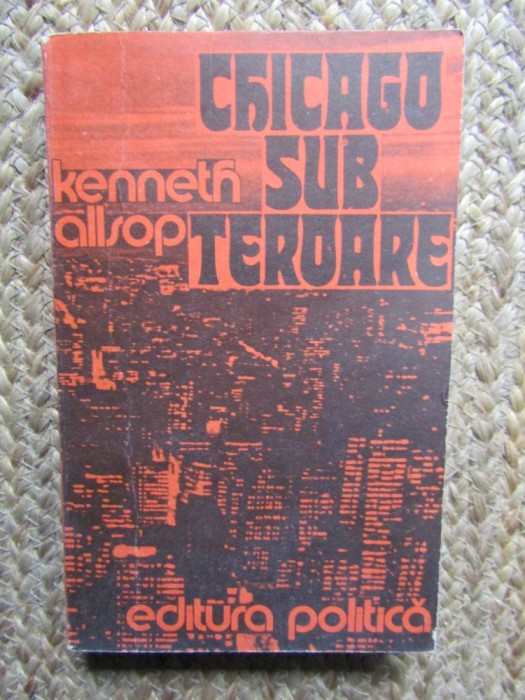 CHICAGO
SUB
TEROARE
kenneth
allsop
editura politică